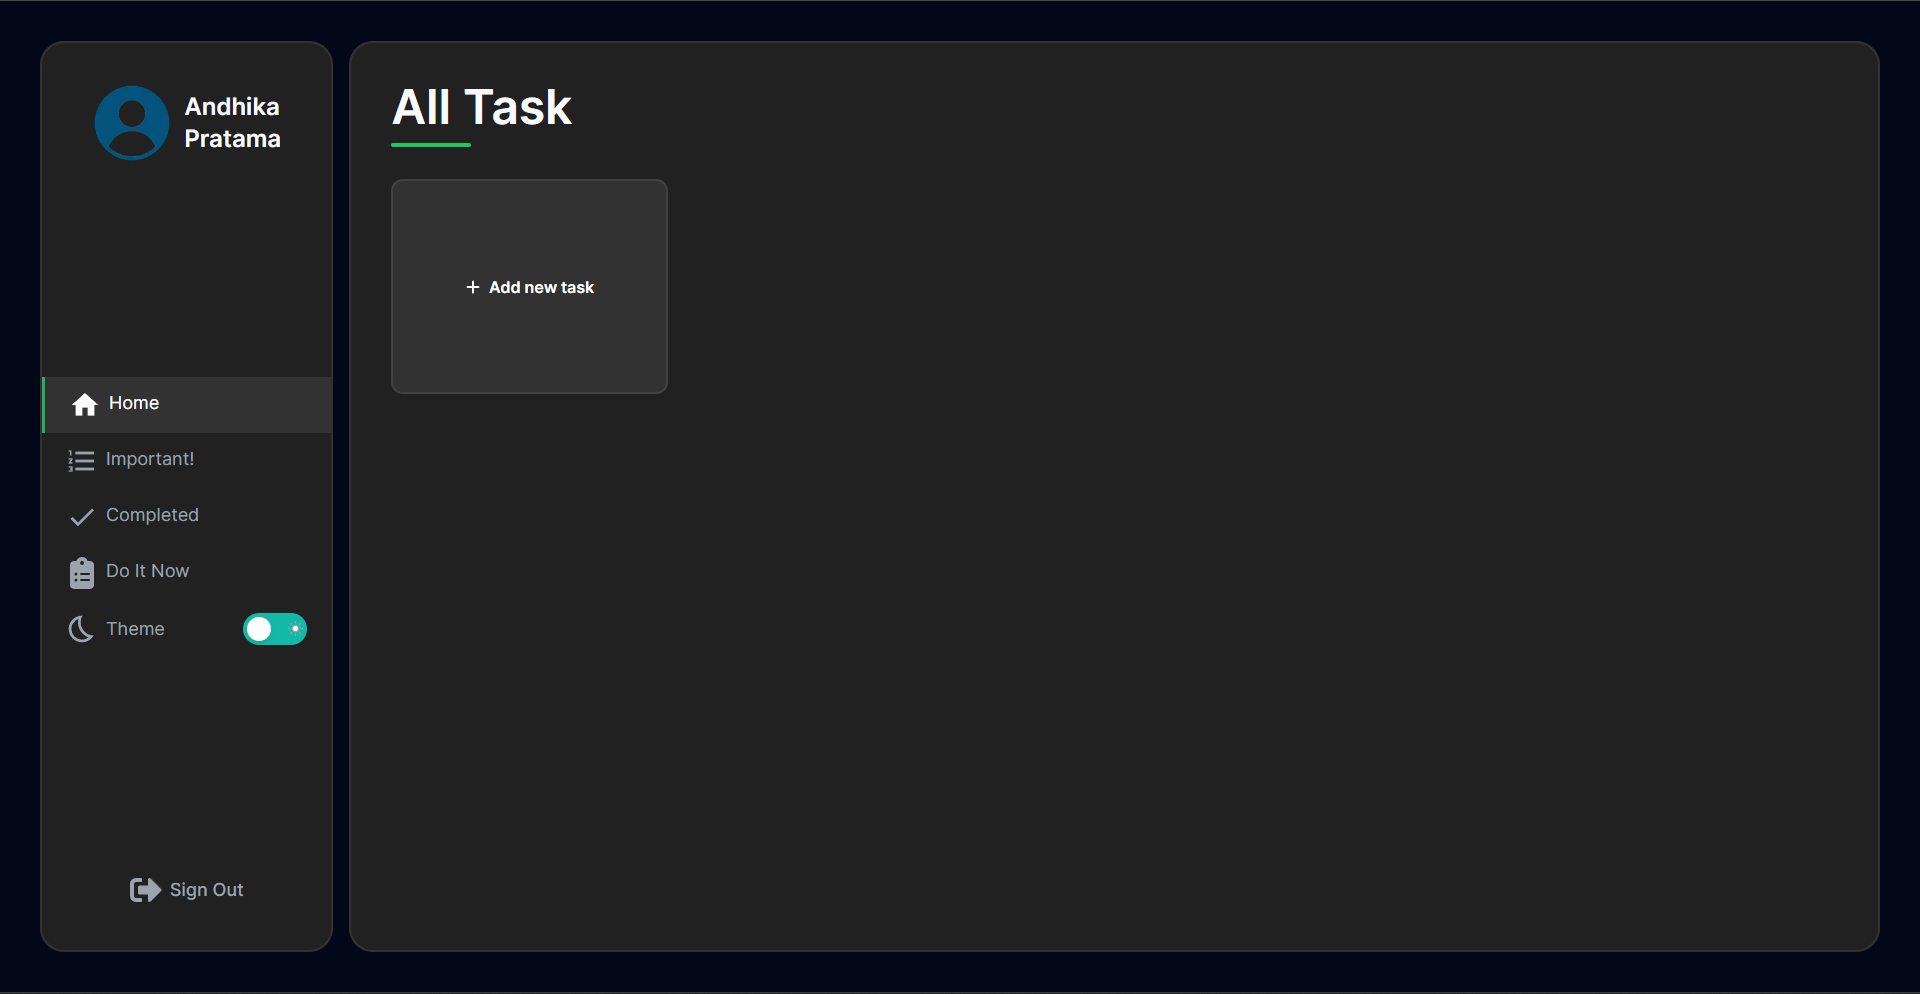 Andhika
Pratama
Home
Important!
Completed
Do It Now
Theme
Sign Out
All Task
Add new task